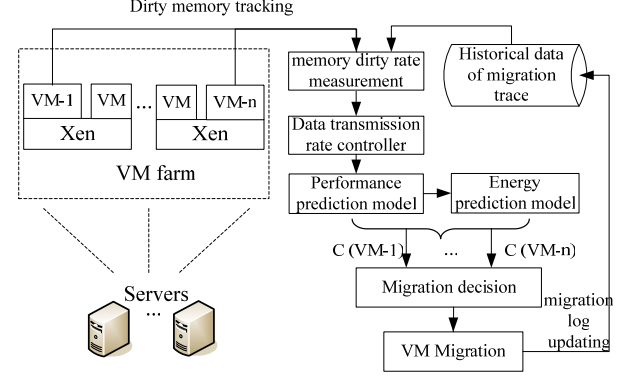 Dirty memory tracking
VM-1
VM
...
VM
VM-n
Xen
Xen
VM farm
Servers
...
memory dirty rate
measurement
Historical data
of migration
trace
Data transmission
rate controller
Performance
prediction model
Energy
prediction model
C (VM-1)
...
C (VM-n)
Migration decision
migration
log
updating
VM Migration